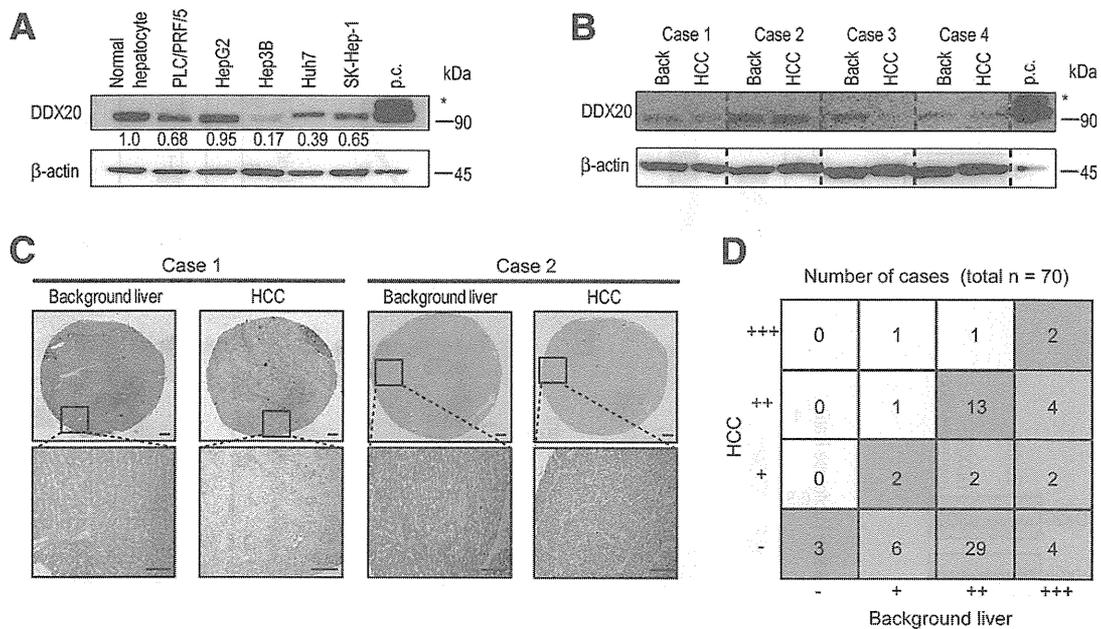 A
Normal hepatocyte
PLC/PRF/5
HepG2
Hep3B
Huh7
SK-Hep-1
p.c.
kDa
DDX20
*
90
1.0 0.68 0.95 0.17 0.39 0.65
β-actin
45
B
Case 1 Case 2 Case 3 Case 4
Back HCC Back HCC Back HCC Back HCC p.c.
kDa
DDX20
*
90
β-actin
45
C
Case 1 Case 2
Background liver HCC Background liver HCC
D
Number of cases (total n = 70)
+++ 0 1 1 2
++ 0 1 13 4
+ 0 2 2 2
- 3 6 29 4
HCC
- + ++ +++
Background liver